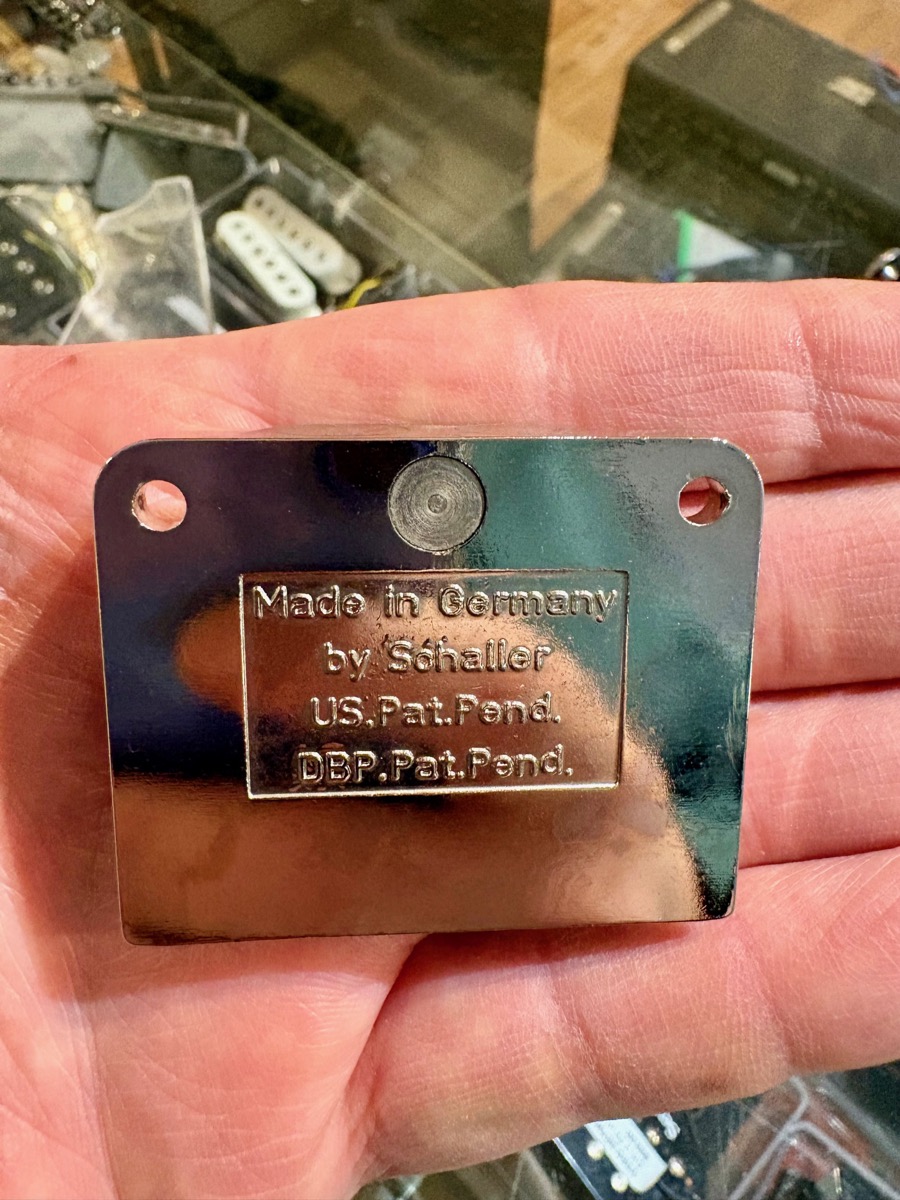 Made in Germany
by Schaller
US.Pat.Pend.
DBP.Pat.Pend.